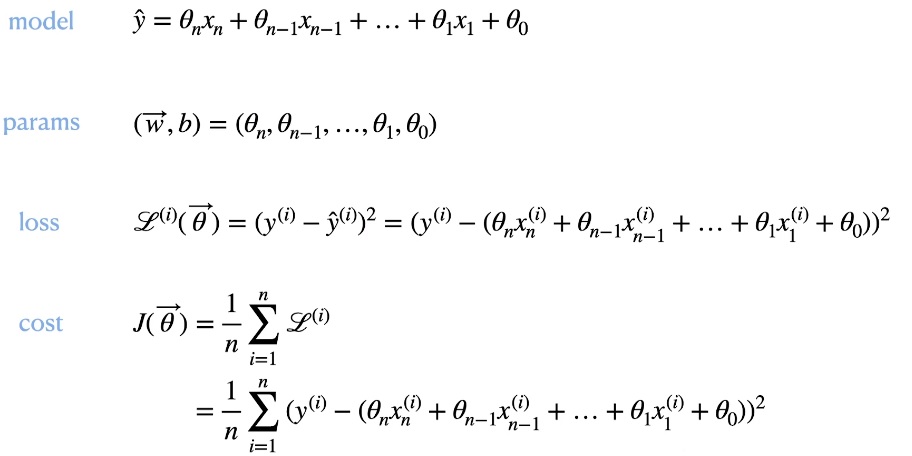 model ŷ = θₙxₙ + θₙ₋₁xₙ₋₁ + … + θ₁x₁ + θ₀
params (w⃗, b) = (θₙ, θₙ₋₁, …, θ₁, θ₀)
loss ℒ⁽ⁱ⁾(θ⃗) = (y⁽ⁱ⁾ − ŷ⁽ⁱ⁾)² = (y⁽ⁱ⁾ − (θₙxₙ⁽ⁱ⁾ + θₙ₋₁xₙ₋₁⁽ⁱ⁾ + … + θ₁x₁⁽ⁱ⁾ + θ₀))²
cost J(θ⃗) = 1/n ∑ᵢ₌₁ⁿ ℒ⁽ⁱ⁾
= 1/n ∑ᵢ₌₁ⁿ (y⁽ⁱ⁾ − (θₙxₙ⁽ⁱ⁾ + θₙ₋₁xₙ₋₁⁽ⁱ⁾ + … + θ₁x₁⁽ⁱ⁾ + θ₀))²